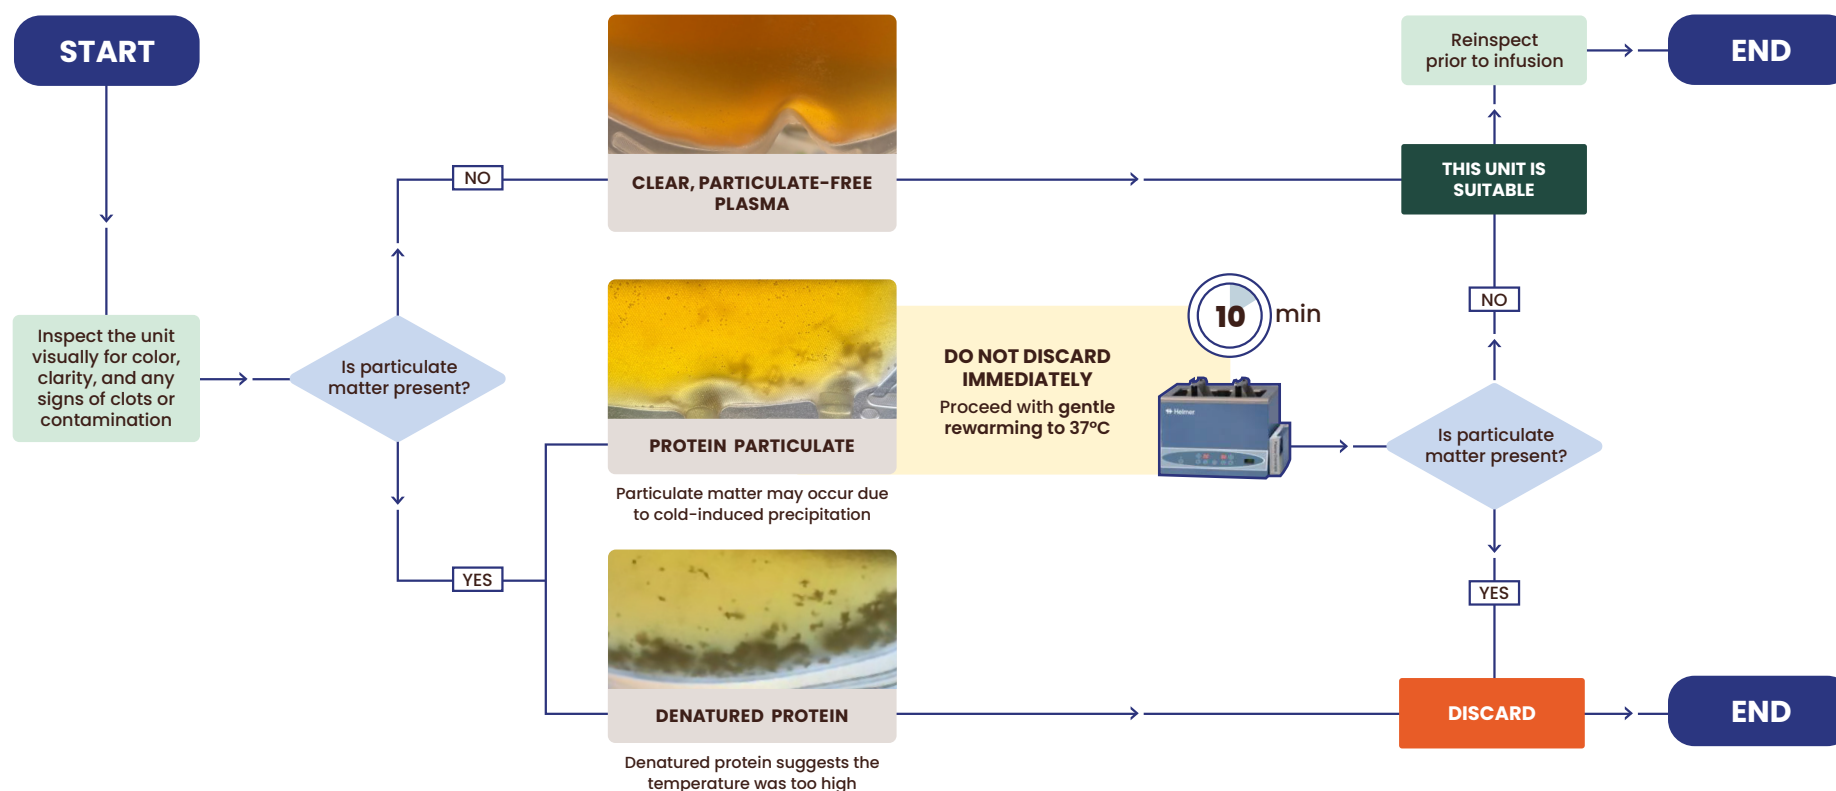 START
Inspect the unit
visually for color,
clarity, and any
signs of clots or
contamination
Is particulate
matter present?
NO
CLEAR, PARTICULATE-FREE
PLASMA
YES
PROTEIN PARTICULATE
Particulate matter may occur due
to cold-induced precipitation
DO NOT DISCARD
IMMEDIATELY
Proceed with gentle
rewarming to 37°C
10 min
Helmer
DENATURED PROTEIN
Denatured protein suggests the
temperature was too high
Is particulate
matter present?
NO
THIS UNIT IS
SUITABLE
Reinspect
prior to infusion
END
YES
DISCARD
END